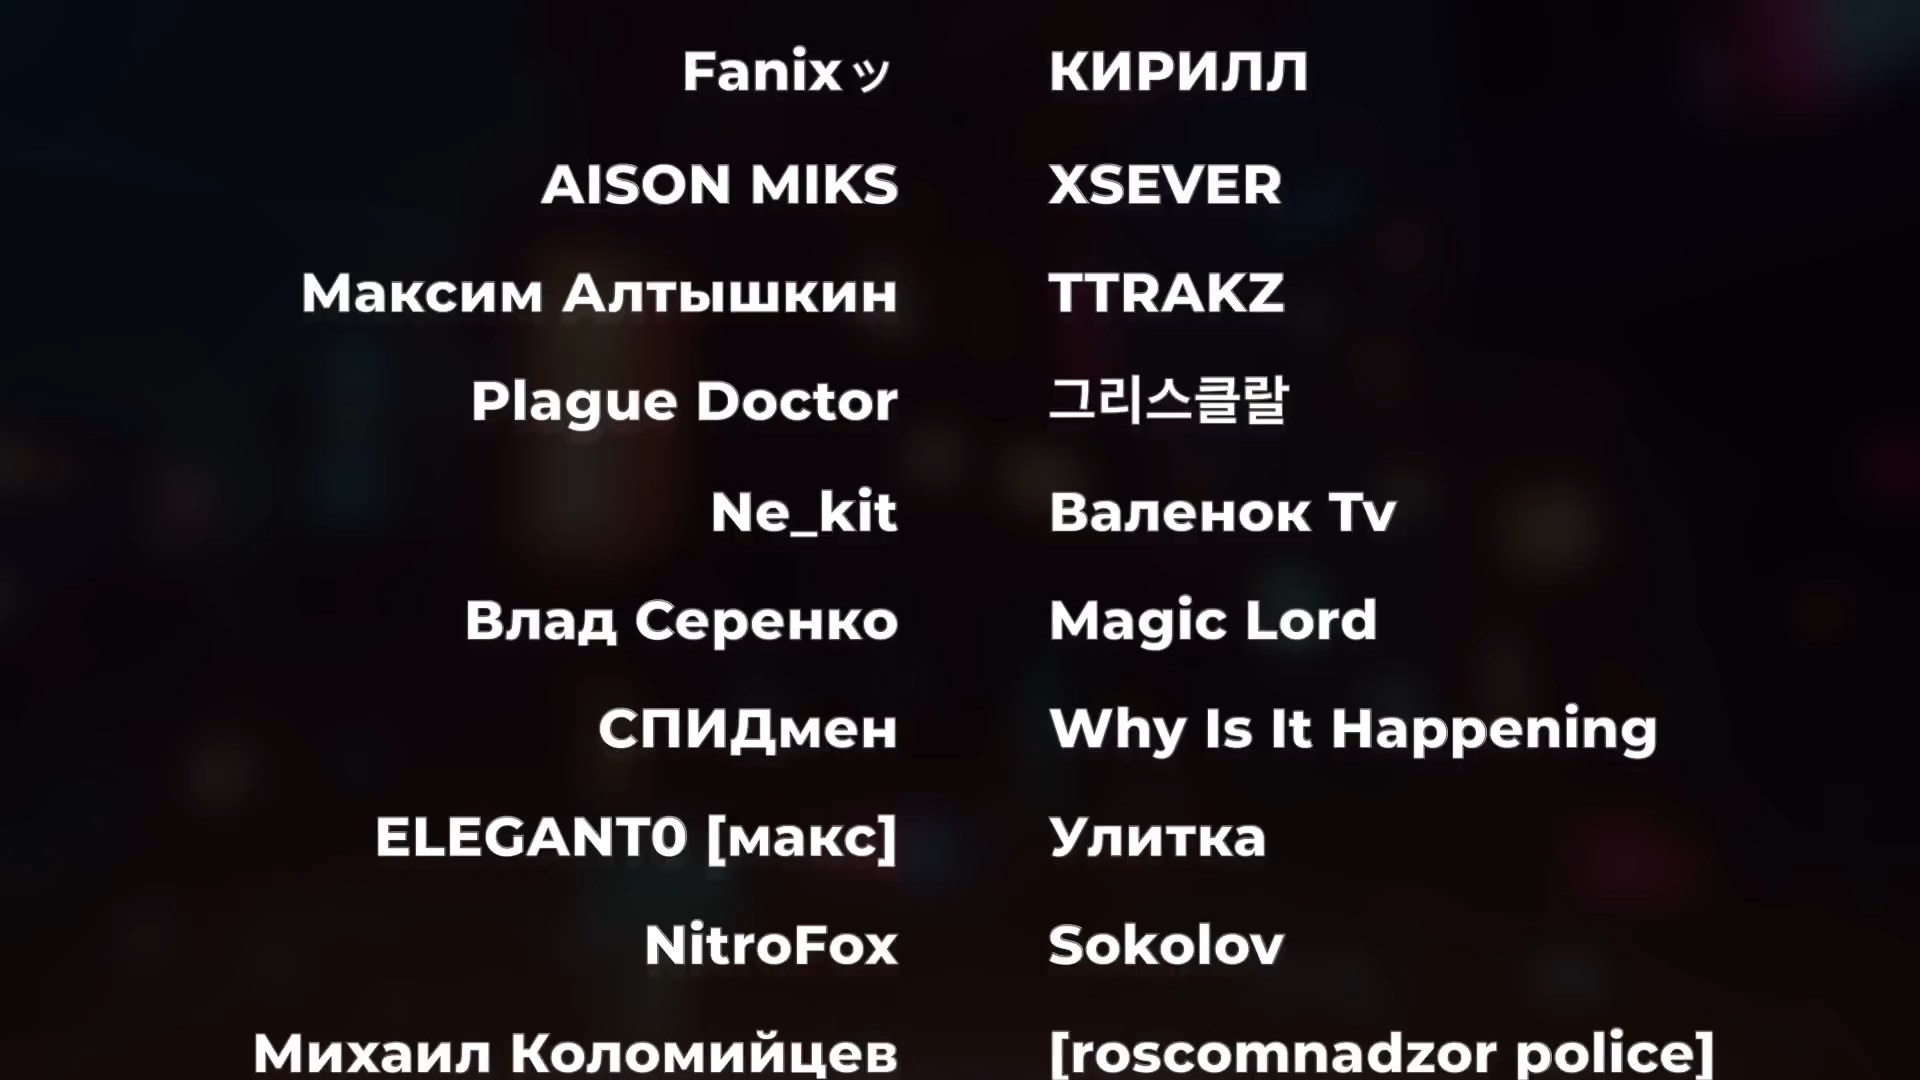 Fanixッ КИРИЛЛ
AISON MIKS XSEVER
Максим Алтышкин TTRAKZ
Plague Doctor 그리스클랄
Ne_kit Валенок Tv
Влад Серенко Magic Lord
СПИДмен Why Is It Happening
ELEGANT0 [макс] Улитка
NitroFox Sokolov
Михаил Коломийцев [roscomnadzor police]